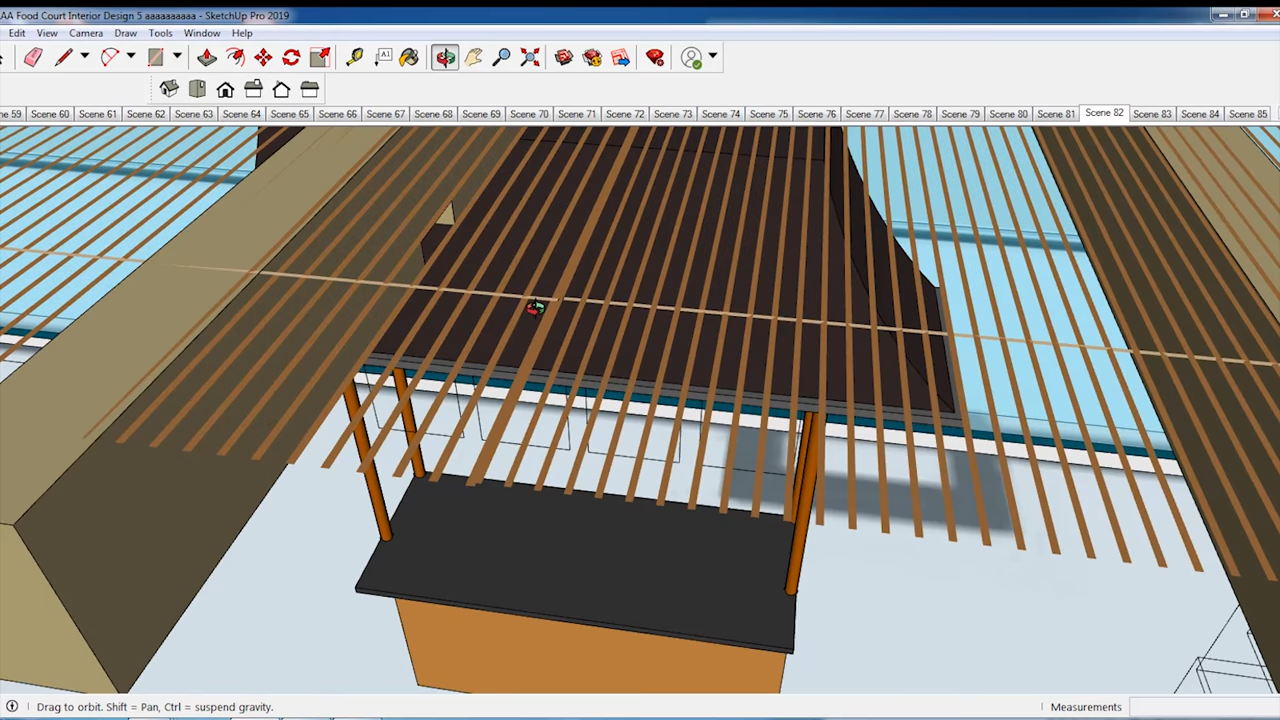 AA Food Court Interior Design 5 aaaaaaaaaa - SketchUp Pro 2019
Edit View Camera Draw Tools Window Help
A1
ne 59 Scene 60 Scene 61 Scene 62 Scene 63 Scene 64 Scene 65 Scene 66 Scene 67 Scene 68 Scene 69 Scene 70 Scene 71 Scene 72 Scene 73 Scene 74 Scene 75 Scene 76 Scene 77 Scene 78 Scene 79 Scene 80 Scene 81 Scene 82 Scene 83 Scene 84 Scene 85
Drag to orbit. Shift = Pan, Ctrl = suspend gravity. Measurements